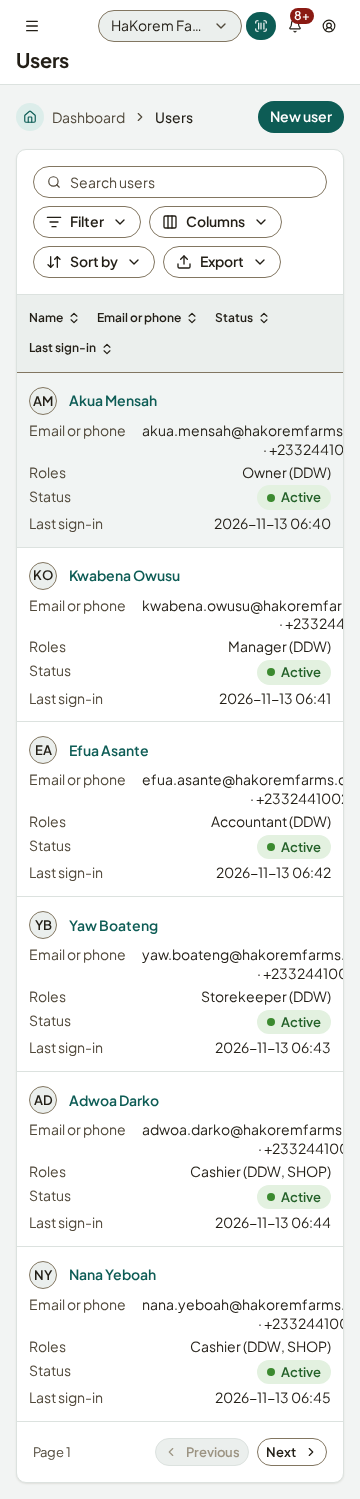 HaKorem Fa...
8+
Users
Dashboard > Users
New user
Search users
Filter
Columns
Sort by
Export
Name
Email or phone
Status
Last sign-in
AM Akua Mensah
Email or phone akua.mensah@hakoremfarms
· +23324410
Roles Owner (DDW)
Status Active
Last sign-in 2026-11-13 06:40
KO Kwabena Owusu
Email or phone kwabena.owusu@hakoremfar
· +233244
Roles Manager (DDW)
Status Active
Last sign-in 2026-11-13 06:41
EA Efua Asante
Email or phone efua.asante@hakoremfarms.c
· +2332441002
Roles Accountant (DDW)
Status Active
Last sign-in 2026-11-13 06:42
YB Yaw Boateng
Email or phone yaw.boateng@hakoremfarms.
· +233244100
Roles Storekeeper (DDW)
Status Active
Last sign-in 2026-11-13 06:43
AD Adwoa Darko
Email or phone adwoa.darko@hakoremfarms
· +233244100
Roles Cashier (DDW, SHOP)
Status Active
Last sign-in 2026-11-13 06:44
NY Nana Yeboah
Email or phone nana.yeboah@hakoremfarms.
· +233244100
Roles Cashier (DDW, SHOP)
Status Active
Last sign-in 2026-11-13 06:45
Page 1
Previous
Next